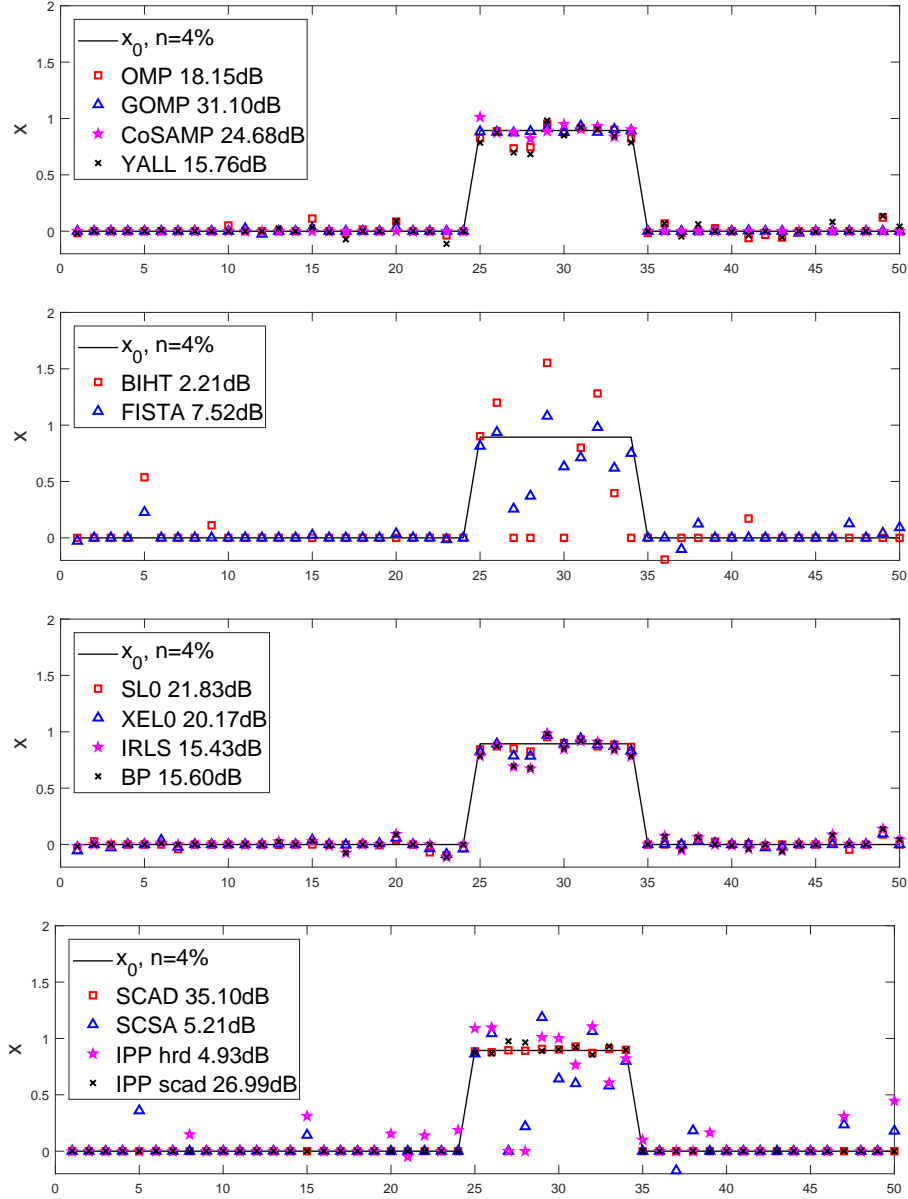 2
1.5
1
0.5
0
x
x₀, n=4%
OMP 18.15dB
GOMP 31.10dB
CoSAMP 24.68dB
YALL 15.76dB
0 5 10 15 20 25 30 35 40 45 50
2
1.5
1
0.5
0
x
x₀, n=4%
BIHT 2.21dB
FISTA 7.52dB
0 5 10 15 20 25 30 35 40 45 50
2
1.5
1
0.5
0
x
x₀, n=4%
SL0 21.83dB
XEL0 20.17dB
IRLS 15.43dB
BP 15.60dB
0 5 10 15 20 25 30 35 40 45 50
2
1.5
1
0.5
0
x
x₀, n=4%
SCAD 35.10dB
SCSA 5.21dB
IPP hrd 4.93dB
IPP scad 26.99dB
0 5 10 15 20 25 30 35 40 45 50